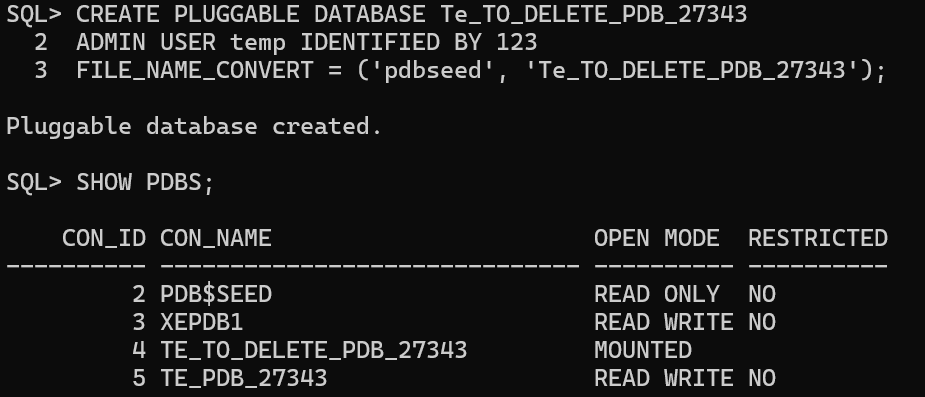 SQL> CREATE PLUGGABLE DATABASE Te_TO_DELETE_PDB_27343
  2  ADMIN USER temp IDENTIFIED BY 123
  3  FILE_NAME_CONVERT = ('pdbseed', 'Te_TO_DELETE_PDB_27343');
Pluggable database created.
SQL> SHOW PDBS;
    CON_ID CON_NAME                       OPEN MODE  RESTRICTED
---------- ------------------------------ ---------- ----------
         2 PDB$SEED                       READ ONLY  NO
         3 XEPDB1                         READ WRITE NO
         4 TE_TO_DELETE_PDB_27343         MOUNTED
         5 TE_PDB_27343                   READ WRITE NO